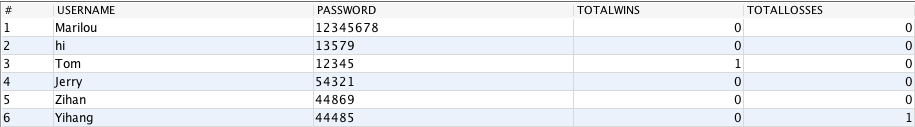 # USERNAME PASSWORD TOTALWINS TOTALLOSSES
1 Marilou 12345678 0 0
2 hi 13579 0 0
3 Tom 12345 1 0
4 Jerry 54321 0 0
5 Zihan 44869 0 0
6 Yihang 44485 0 1